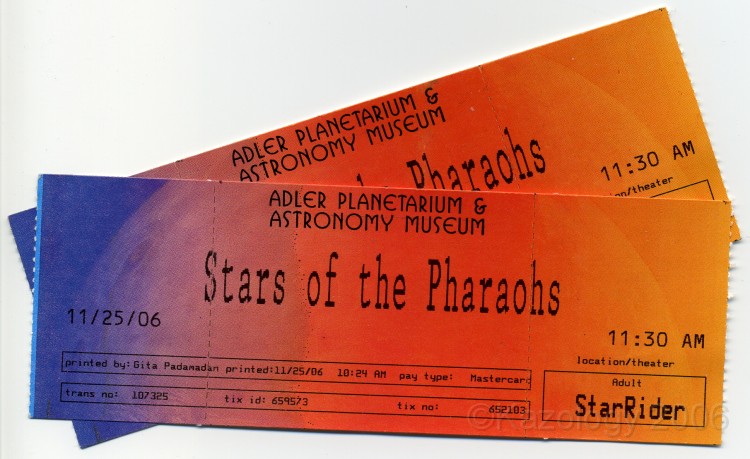 ADLER PLANETARIUM &
ASTRONOMY MUSEUM
Pharaohs
11:30 AM
location/theater
ADLER PLANETARIUM &
ASTRONOMY MUSEUM
Stars of the Pharaohs
11/25/06
11:30 AM
location/theater
printed by: Gita Padamadan printed:11/25/06 10:24 AM pay type: Mastercard
Adult
StarRider
trans no: 107325 tix id: 659573 tix no: 652103
2006